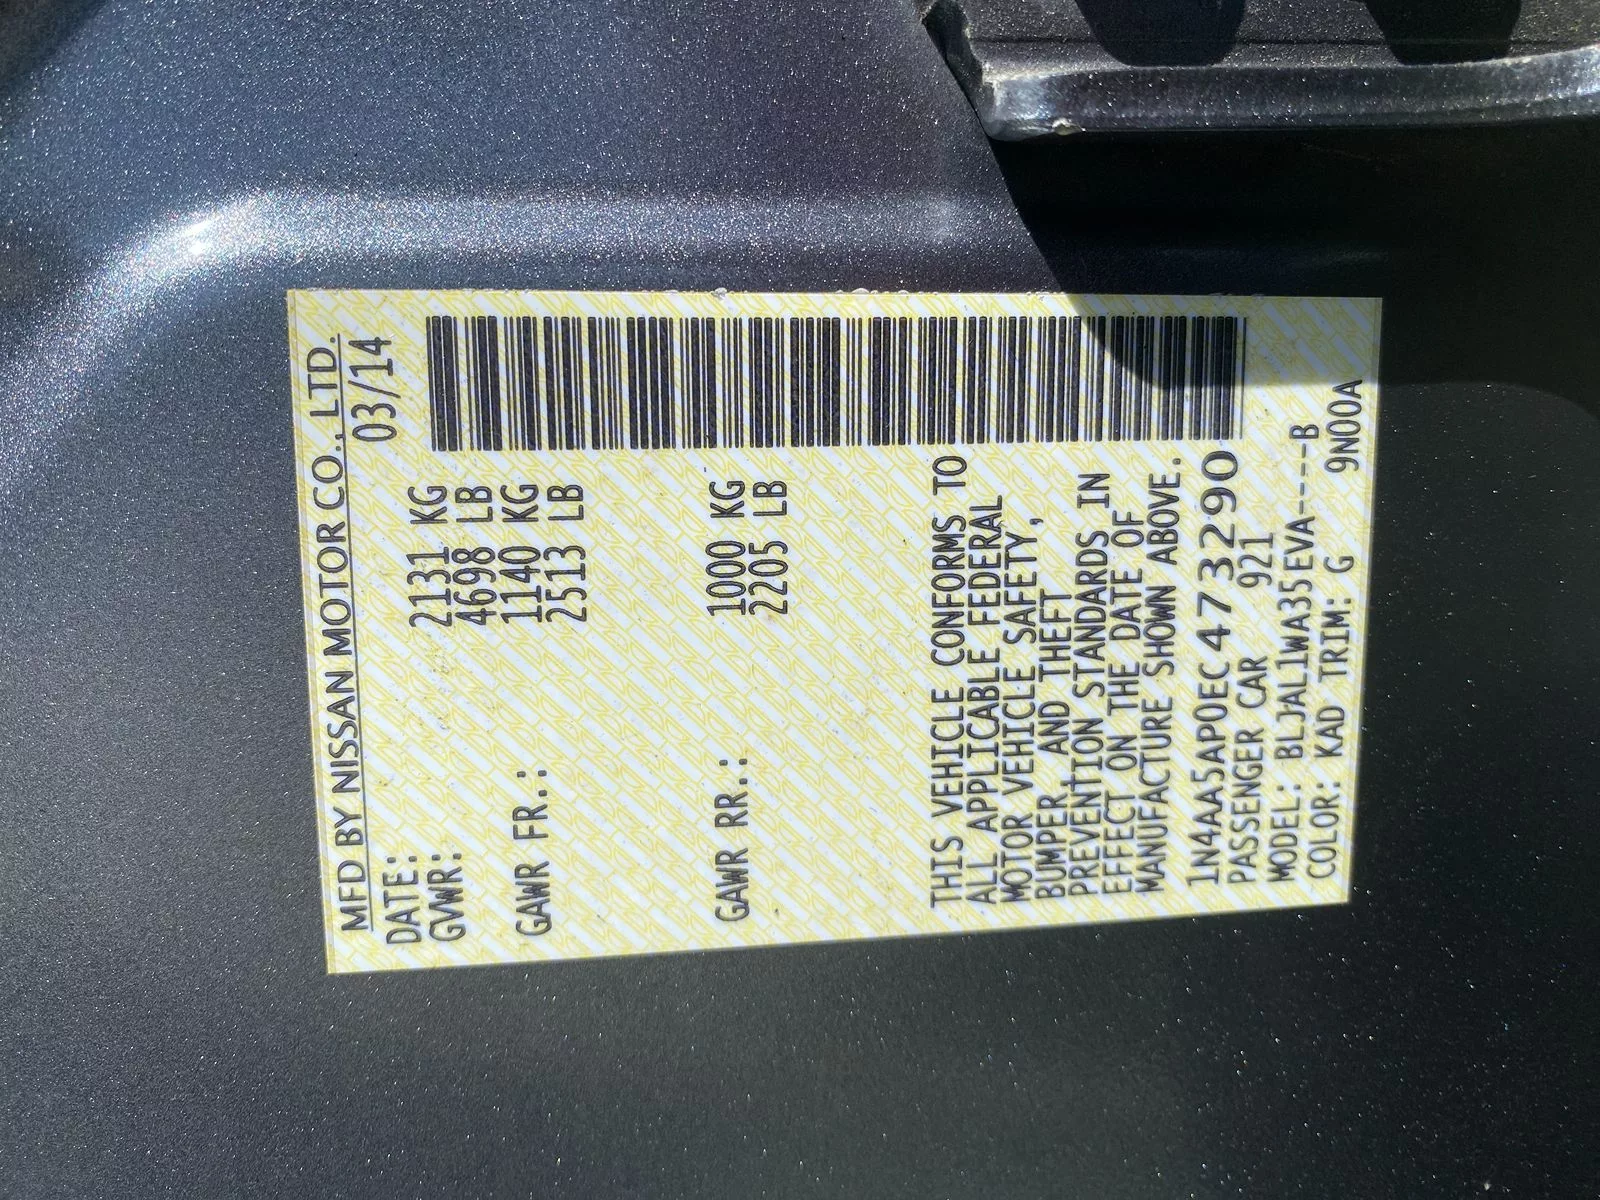 MFD BY NISSAN MOTOR CO., LTD.
DATE: 03/14
GVWR: 2131 KG
4698 LB
GAWR FR.: 1140 KG
2513 LB
GAWR RR.: 1000 KG
2205 LB
THIS VEHICLE CONFORMS TO
ALL APPLICABLE FEDERAL
MOTOR VEHICLE SAFETY,
BUMPER, AND THEFT
PREVENTION STANDARDS IN
EFFECT ON THE DATE OF
MANUFACTURE SHOWN ABOVE.
1N4AA5AP0EC473290
PASSENGER CAR 921
MODEL: BLJAL1WA35EVA----B
COLOR: KAD TRIM: G 9N00A